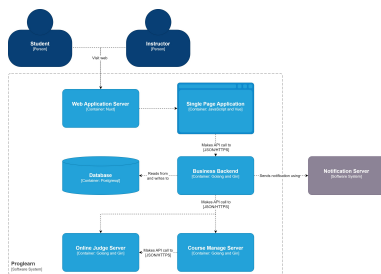 Student
[Person]
Instructor
[Person]
Visit web
Web Application Server
[Container: Nuxt]
Single Page Application
[Container: JavaScript and Vue]
Makes API call to
[JSON/HTTPS]
Database
[Container: Postgress]
Reads from
and writes to
Business Backend
[Container: Golang and Gin]
Sends notification using
Notification Server
[Software System]
Makes API call to
[JSON/HTTPS]
Online Judge Server
[Container: Golang and Gin]
Makes API call to
[JSON/HTTPS]
Course Manage Server
[Container: Golang and Gin]
Proglearn
[Software System]